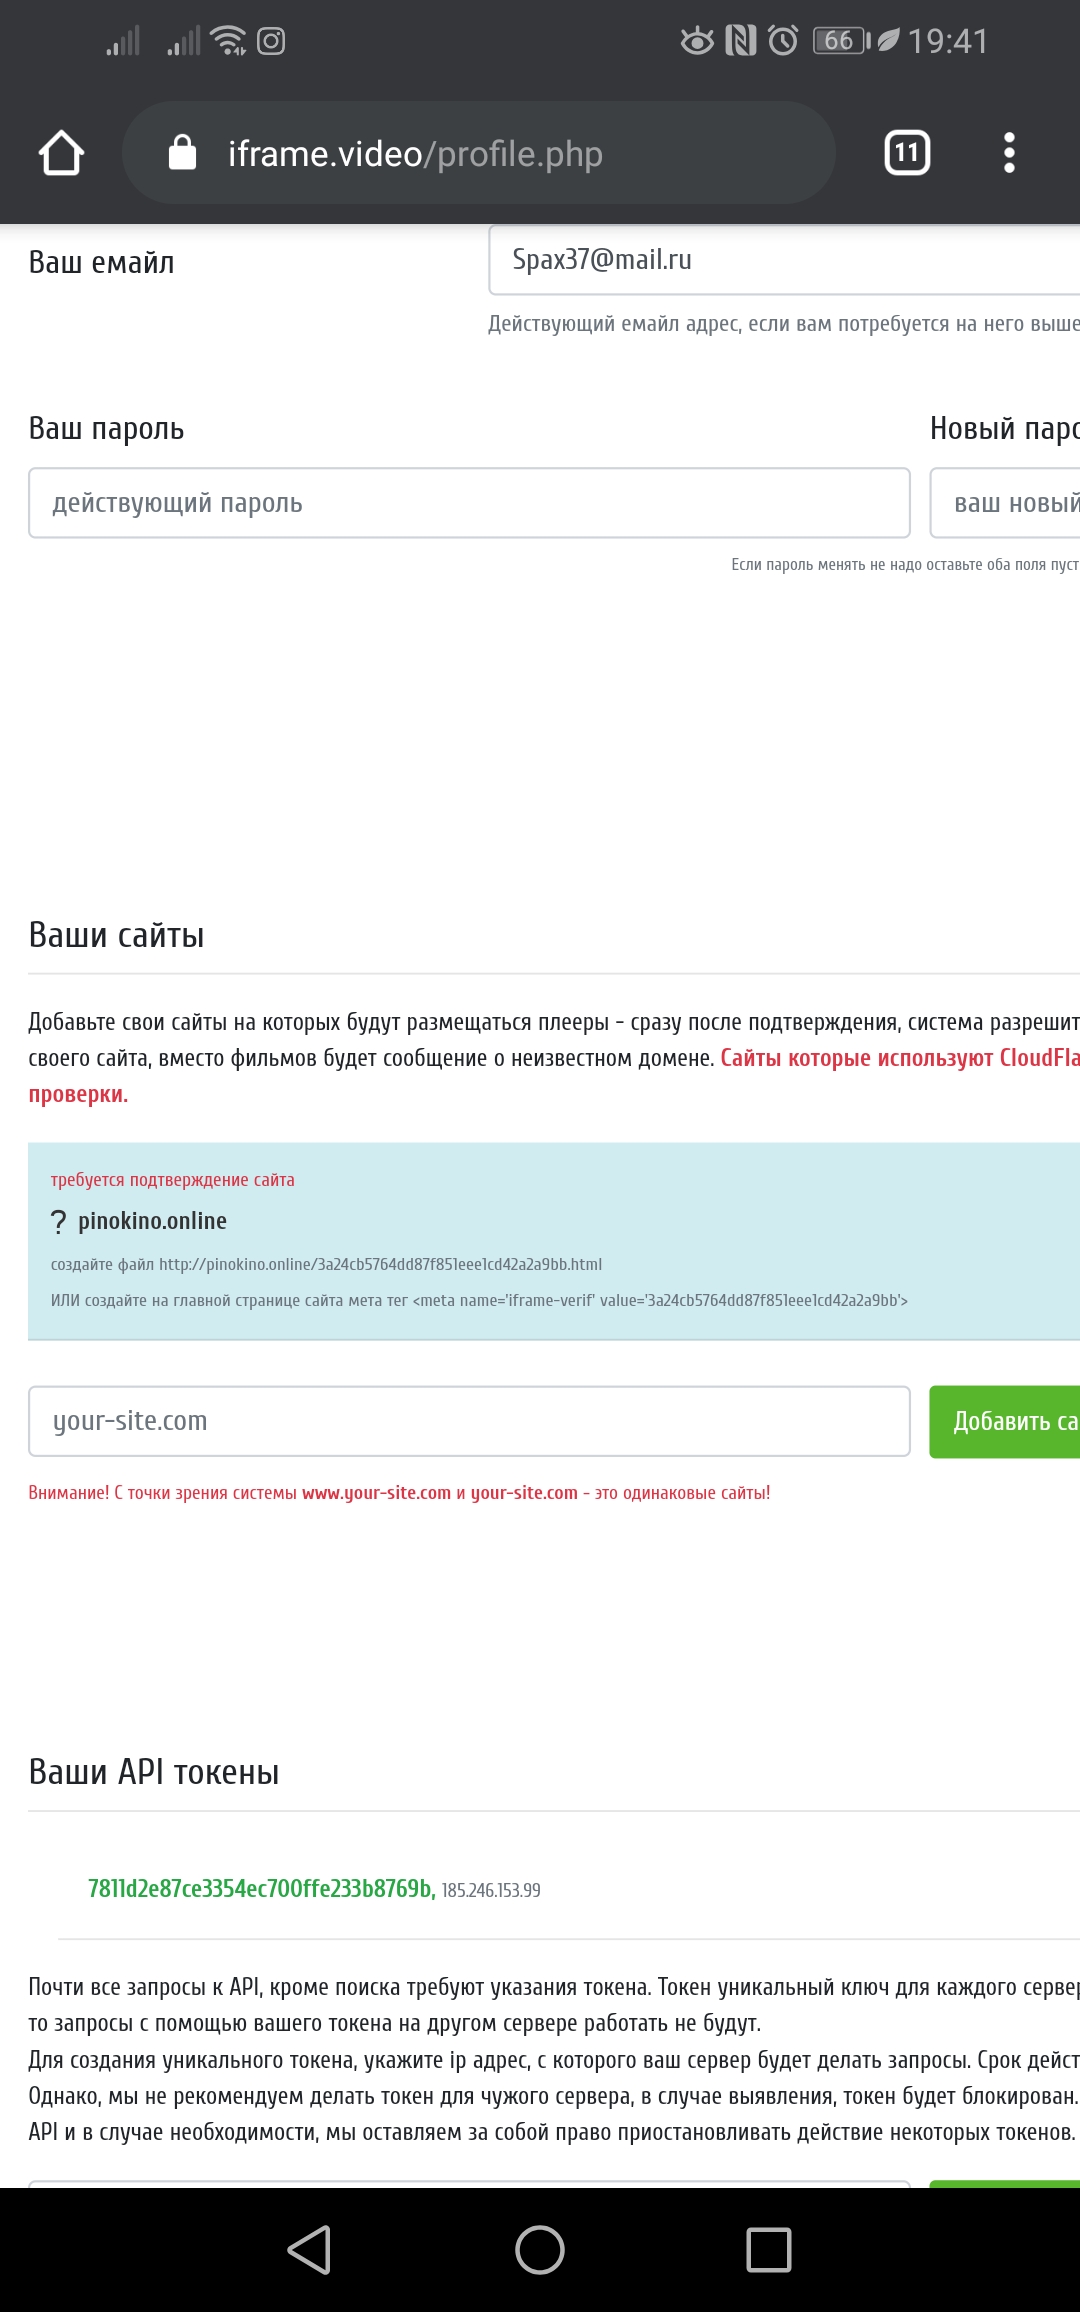 66 19:41
iframe.video/profile.php
11
Ваш емайл
Spax37@mail.ru
Действующий емайл адрес, если вам потребуется на него выше
Ваш пароль
Новый паро
действующий пароль
ваш новый
Если пароль менять не надо оставьте оба поля пуст
Ваши сайты
Добавьте свои сайты на которых будут размещаться плееры - сразу после подтверждения, система разрешит
своего сайта, вместо фильмов будет сообщение о неизвестном домене. Сайты которые используют CloudFla
проверки.
требуется подтверждение сайта
? pinokino.online
создайте файл http://pinokino.online/3a24cb5764dd87f851eee1cd42a2a9bb.html
ИЛИ создайте на главной странице сайта мета тег <meta name='iframe-verif' value='3a24cb5764dd87f851eee1cd42a2a9bb'>
your-site.com
Добавить са
Внимание! С точки зрения системы www.your-site.com и your-site.com - это одинаковые сайты!
Ваши API токены
7811d2e87ce3354ec700ffe233b8769b, 185.246.153.99
Почти все запросы к API, кроме поиска требуют указания токена. Токен уникальный ключ для каждого сервер
то запросы с помощью вашего токена на другом сервере работать не будут.
Для создания уникального токена, укажите ip адрес, с которого ваш сервер будет делать запросы. Срок дейст
Однако, мы не рекомендуем делать токен для чужого сервера, в случае выявления, токен будет блокирован.
API и в случае необходимости, мы оставляем за собой право приостановливать действие некоторых токенов.